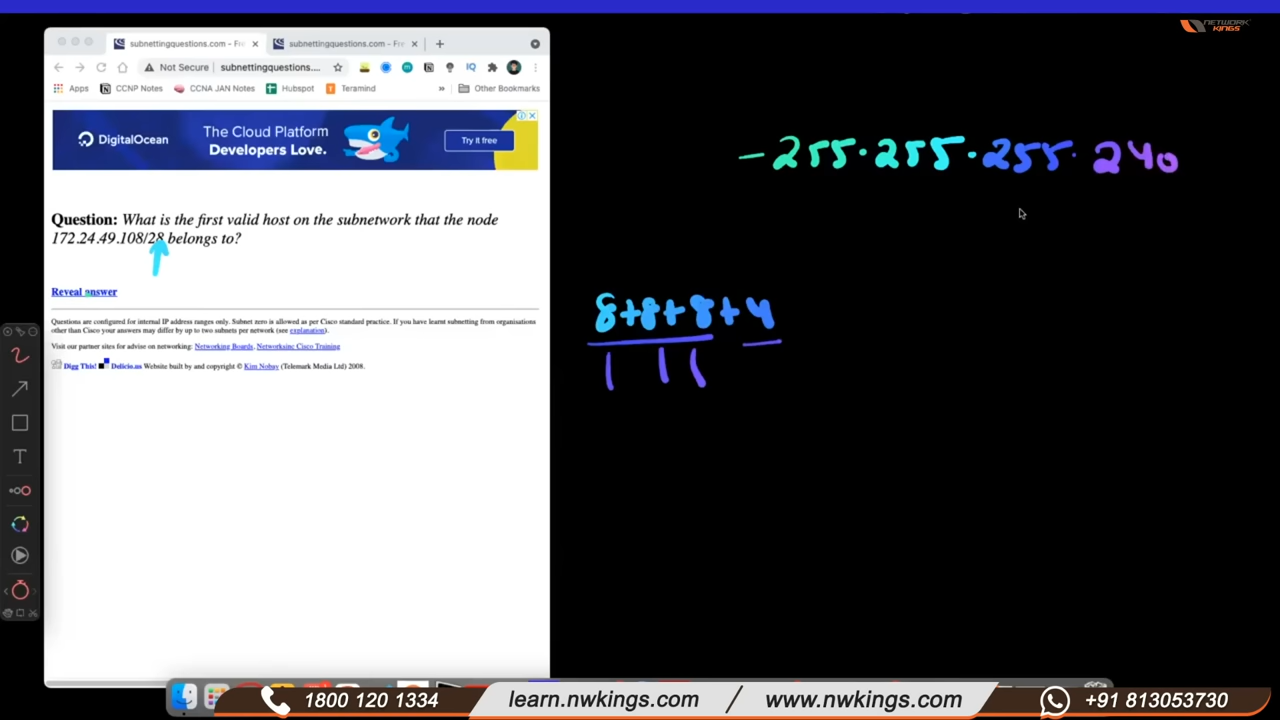 NETWORK
KINGS
subnettingquestions.com - Fre
subnettingquestions.com - Fre
Not Secure
subnettingquestions....
Apps
CCNP Notes
CCNA JAN Notes
Hubspot
Teramind
»
Other Bookmarks
DigitalOcean
The Cloud Platform
Developers Love.
Try it free
-255.255.255.240
Question: What is the first valid host on the subnetwork that the node
172.24.49.108/28 belongs to?
Reveal answer
8+8+8+4
Questions are configured for internal IP address ranges only. Subnet zero is allowed as per Cisco standard practice. If you have learnt subnetting from organisations
other than Cisco your answers may differ by up to two subnets per network (see explanation).
Visit our partner sites for advise on networking: Networking Boards, Networksinc Cisco Training
Digg This! Delicio.us Website built by and copyright © Kim Nobay (Telemark Media Ltd) 2008.
1800 120 1334
learn.nwkings.com / www.nwkings.com
+91 813053730